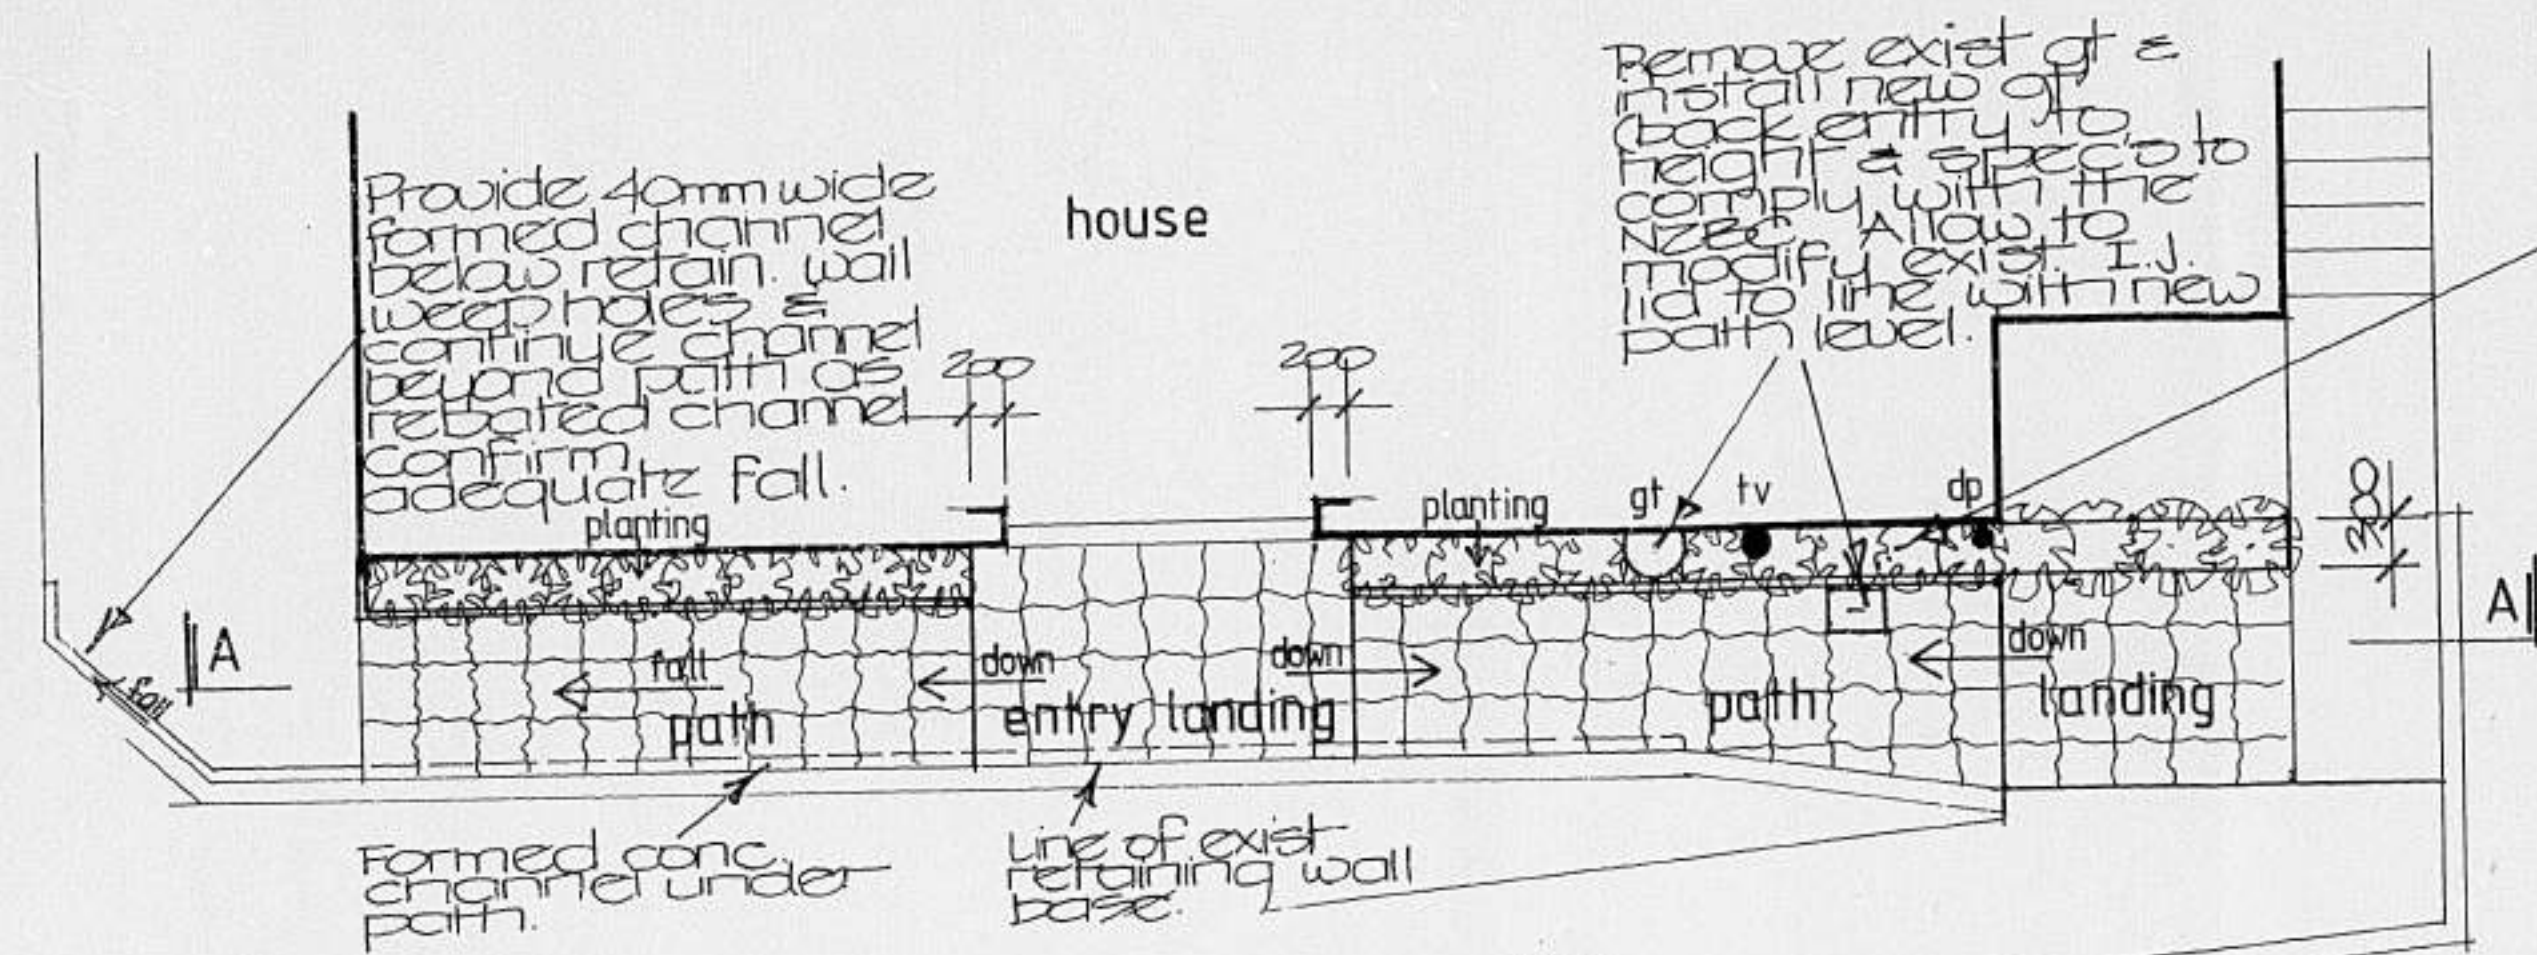 Remove exist gt &
install new gt
(back entry to
height & spec's to
comply with the
NZBC. Allow to
modify exist. I.J.
lid to line with new
path level.
Provide 40mm wide
formed channel
below retain. wall
weep holes &
continue channel
beyond path as
rebated channel
confirm
adequate fall.
house
200
200
planting
planting
gt
tv
dp
300
A
A
fall
fall
down
down
down
path
entry landing
path
landing
Formed conc.
channel under
path.
Line of exist
retaining wall
base.